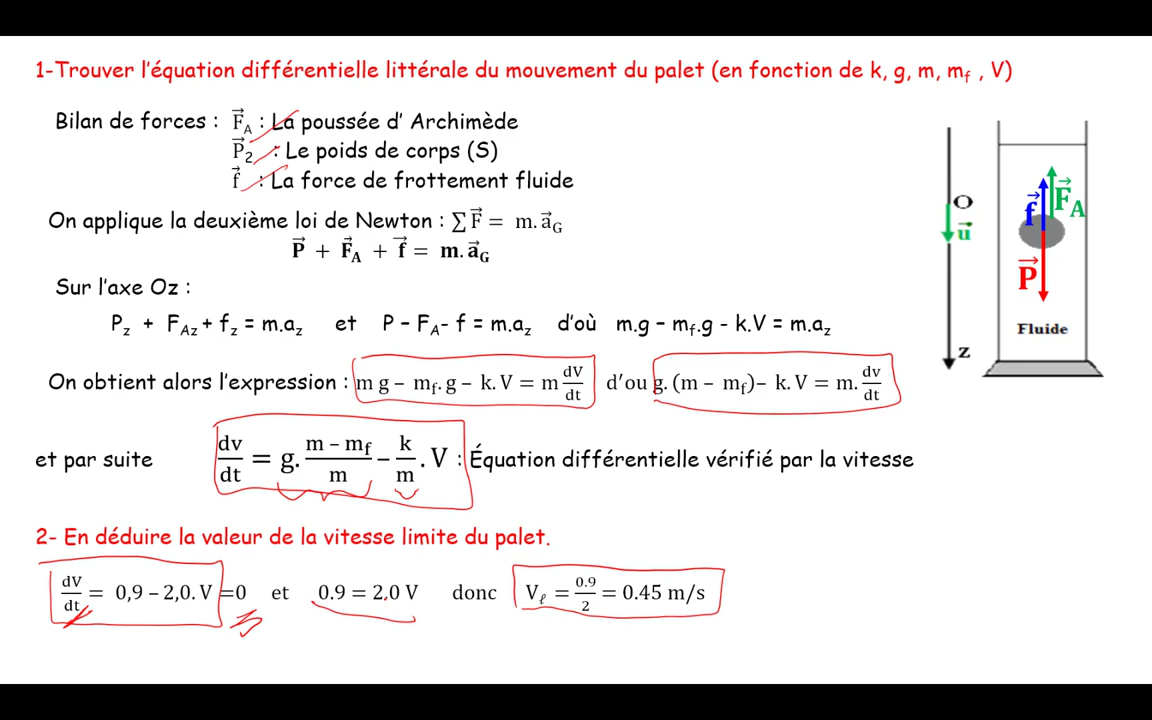 1-Trouver l'équation différentielle littérale du mouvement du palet (en fonction de k, g, m, m_f , V)
Bilan de forces : F⃗_A : La poussée d' Archimède
P⃗_2 : Le poids de corps (S)
f⃗ : La force de frottement fluide
On applique la deuxième loi de Newton : ∑F⃗ = m. a⃗_G
P⃗ + F⃗_A + f⃗ = m. a⃗_G
Sur l'axe Oz :
P_z + F_Az + f_z = m.a_z et P – F_A- f = m.a_z d'où m.g – m_f.g - k.V = m.a_z
On obtient alors l'expression : m g – m_f. g – k. V = m dV/dt d'ou g. (m – m_f)– k. V = m. dv/dt
et par suite dv/dt = g. (m – m_f)/m – k/m . V : Équation différentielle vérifié par la vitesse
2- En déduire la valeur de la vitesse limite du palet.
dV/dt = 0,9 – 2,0. V =0 et 0.9 = 2.0 V donc V_ℓ = 0.9/2 = 0.45 m/s
O
u⃗
z
f⃗
F⃗_A
P⃗
Fluide